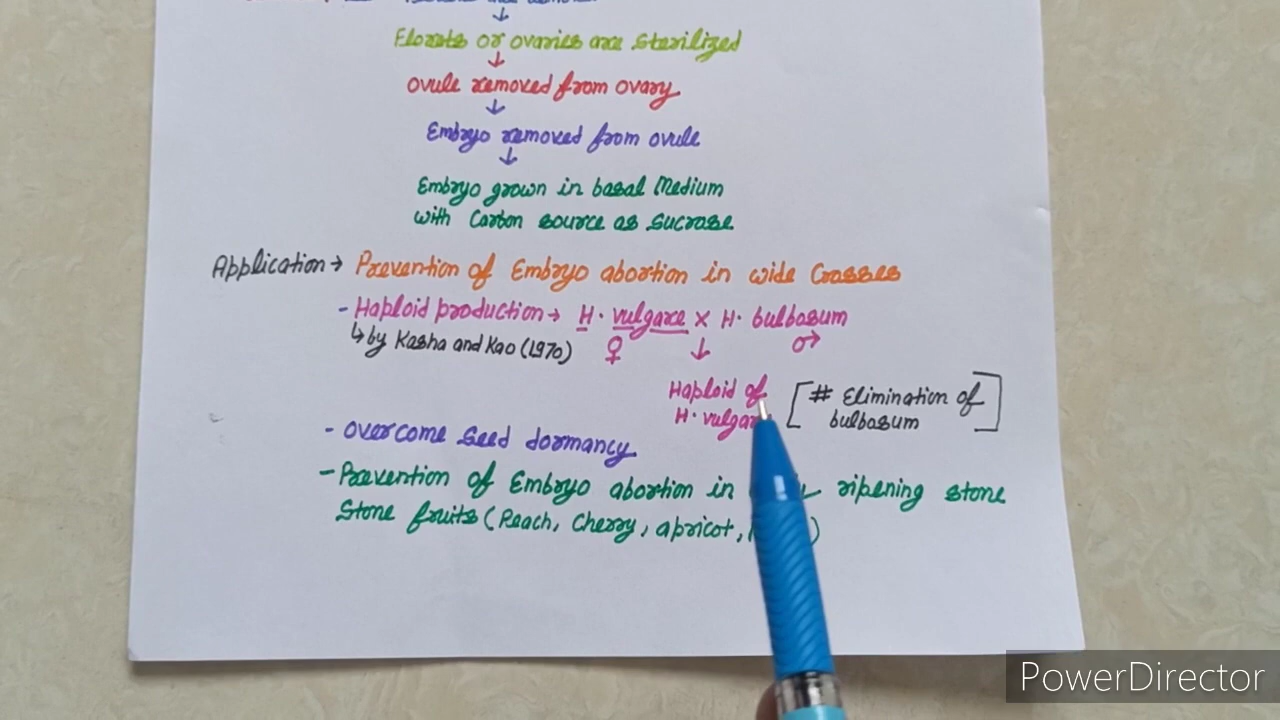 ↓
Florets or ovaries are sterilized
↓
Ovule removed from ovary
↓
Embryo removed from ovule
↓
Embryo grown in basal Medium
with Carbon source as sucrase
Application → Prevention of Embryo abortion in wide Crosses
- Haploid production → H. vulgare × H. bulbosum
↳ by Kasha and Kao (1970) ♀ ↓ ♂
Haploid of [# Elimination of
H. vulgare bulbosum]
- overcome seed dormancy
- Prevention of Embryo abortion in ripening stone
stone fruits (Peach, Cherry, apricot, )
PowerDirector